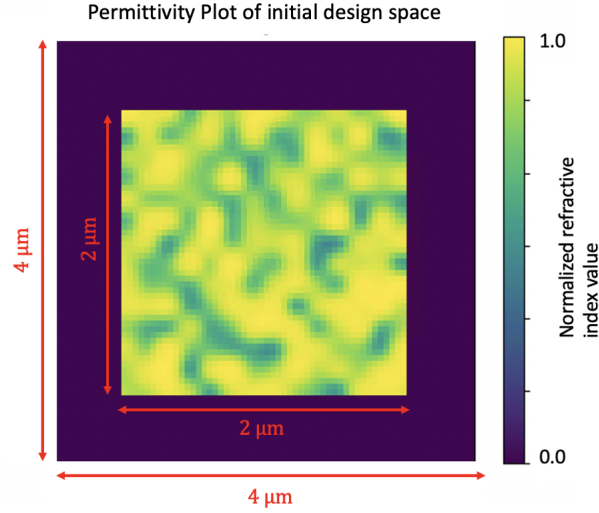 Permittivity Plot of initial design space
1.0
4 μm
2 μm
Normalized refractive
index value
2 μm
0.0
4 μm